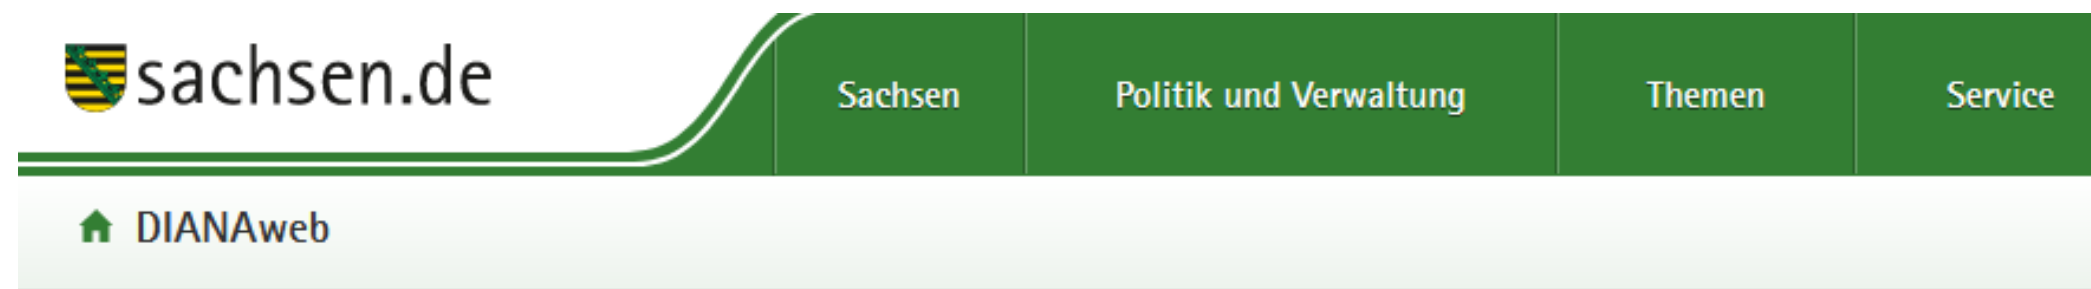 sachsen.de
Sachsen Politik und Verwaltung Themen Service
DIANAweb